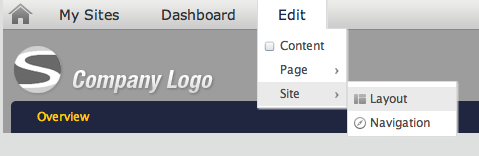 My Sites Dashboard Edit
Content
Page
Site
Layout
Navigation
Company Logo
Overview